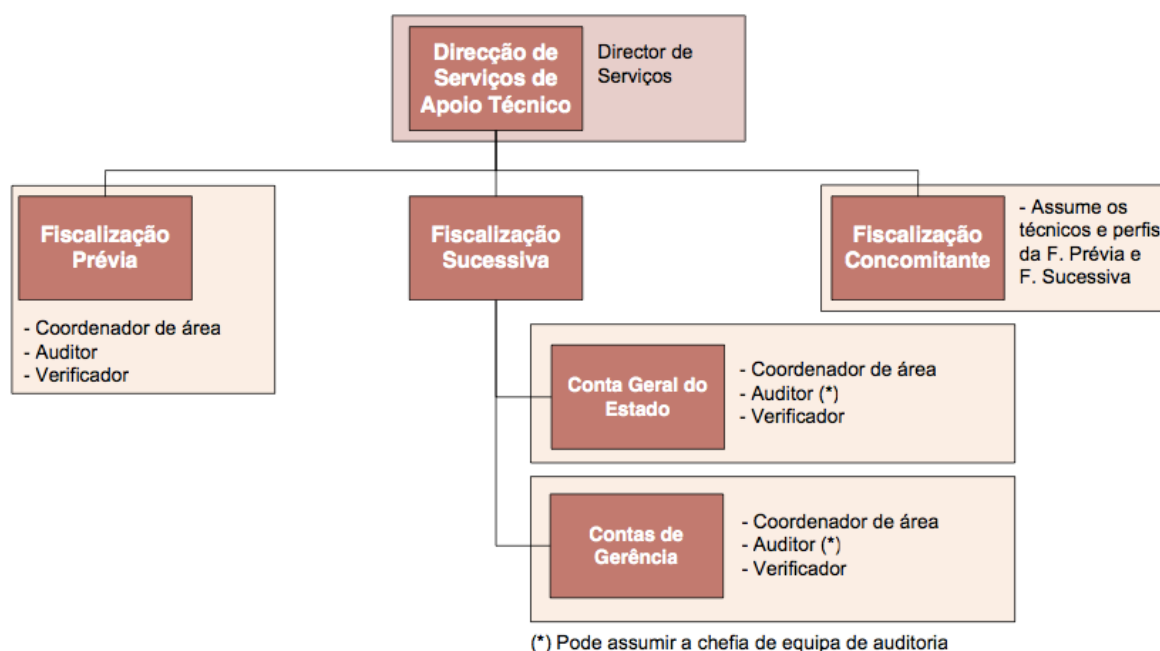 Direcção de
Serviços de
Apoio Técnico
Director de
Serviços
Fiscalização
Prévia
- Coordenador de área
- Auditor
- Verificador
Fiscalização
Sucessiva
Fiscalização
Concomitante
- Assume os
técnicos e perfis
da F. Prévia e
F. Sucessiva
Conta Geral do
Estado
- Coordenador de área
- Auditor (*)
- Verificador
Contas de
Gerência
- Coordenador de área
- Auditor (*)
- Verificador
(*) Pode assumir a chefia de equipa de auditoria